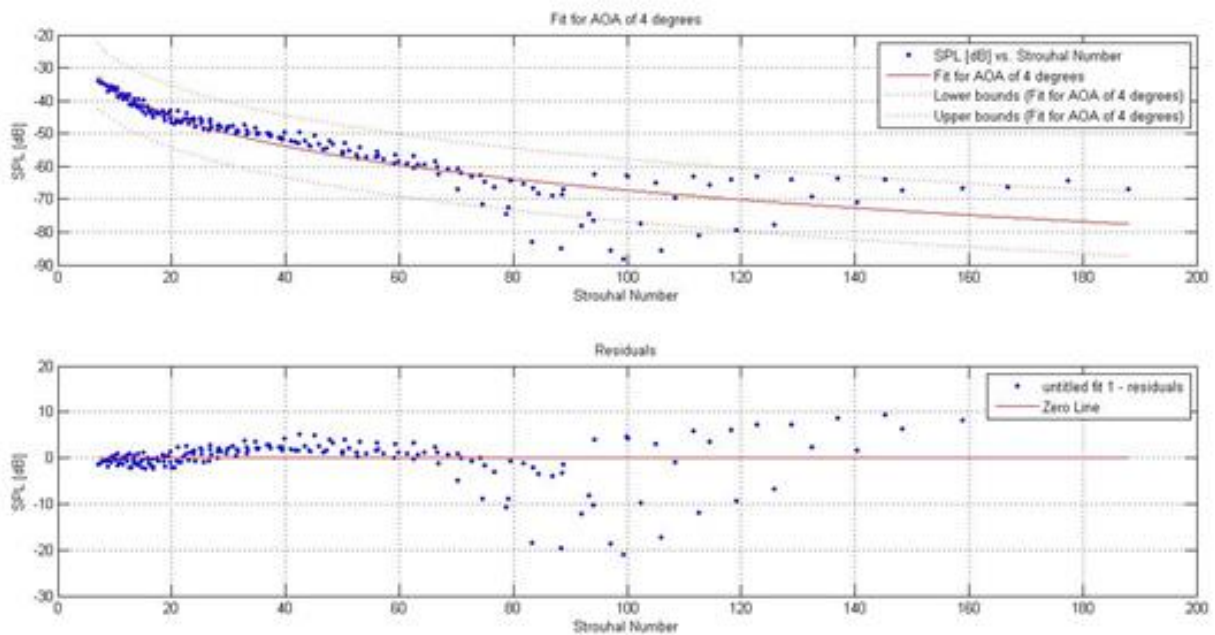 Fit for AOA of 4 degrees
-20
-30
-40
-50
-60
-70
-80
-90
SPL [dB]
SPL [dB] vs. Strouhal Number
Fit for AOA of 4 degrees
Lower bounds (Fit for AOA of 4 degrees)
Upper bounds (Fit for AOA of 4 degrees)
0 20 40 60 80 100 120 140 160 180 200
Strouhal Number
Residuals
20
10
0
-10
-20
-30
SPL [dB]
untitled fit 1 - residuals
Zero Line
0 20 40 60 80 100 120 140 160 180 200
Strouhal Number